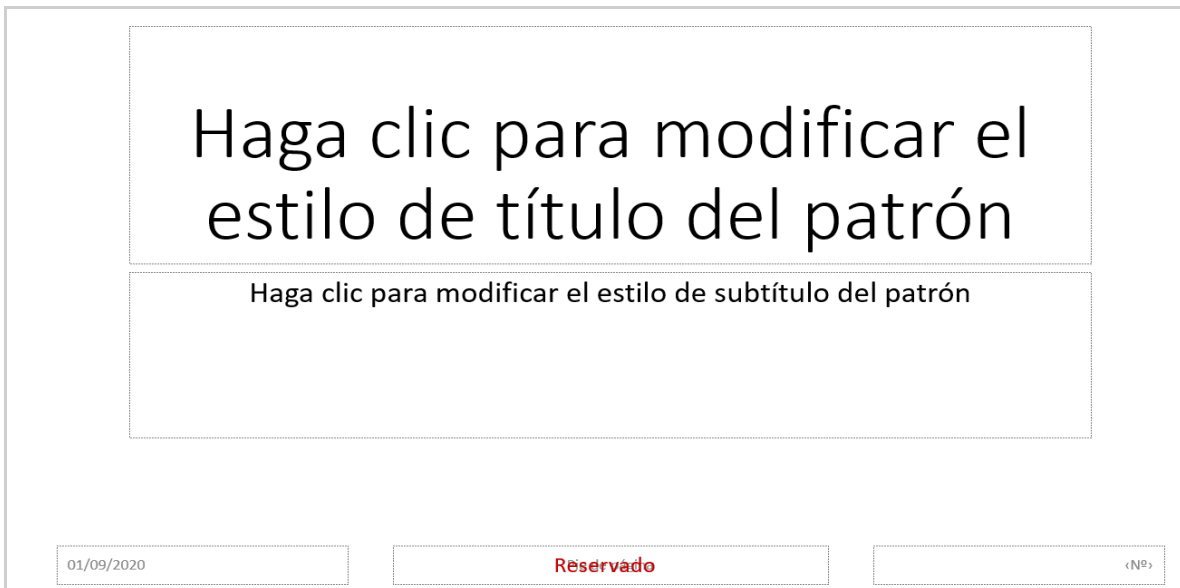 Haga clic para modificar el
estilo de título del patrón
Haga clic para modificar el estilo de subtítulo del patrón
01/09/2020
Reservado
‹Nº›